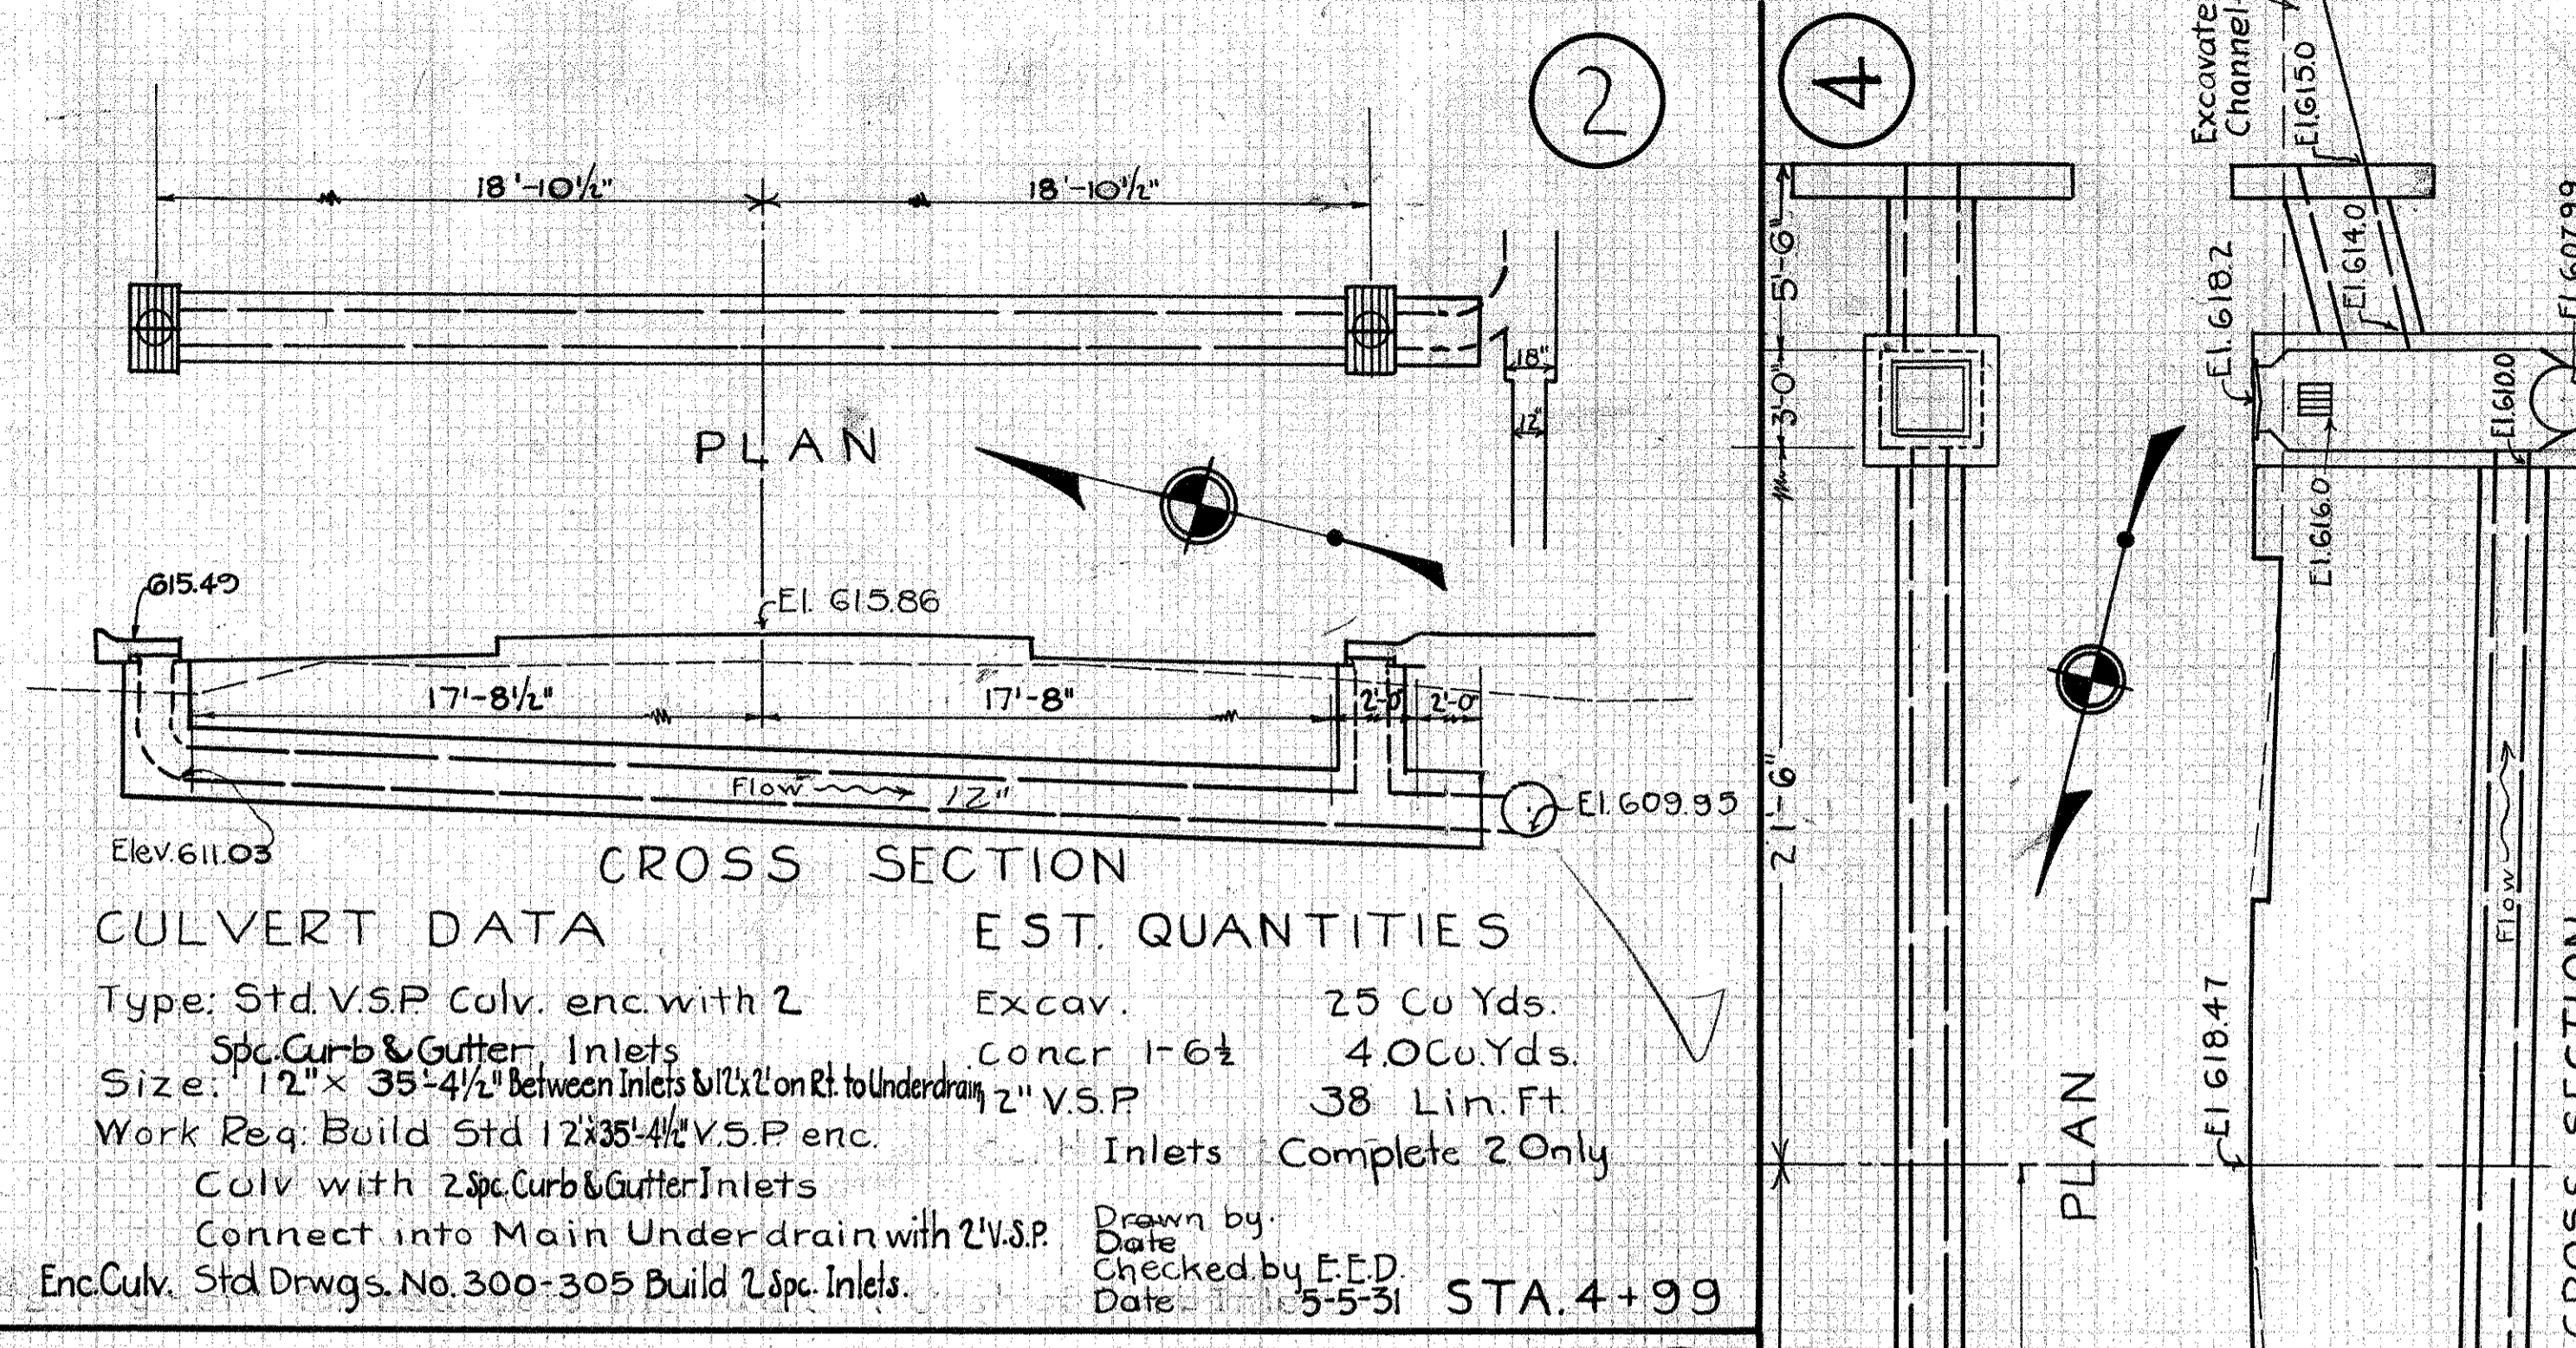 2
18'-10½"
18'-10½"
18"
12"
PLAN
615.49
El. 615.86
17'-8½"
17'-8"
2'-0"
2'-0"
Flow
12"
El. 609.95
Elev. 611.03
CROSS SECTION
CULVERT DATA
Type: Std. V.S.P. Culv. enc. with 2
Spc. Curb & Gutter Inlets
Size: 12" x 35'-4½" Between Inlets & 12"x2' on Rt. to Underdrain
Work Req: Build Std 12"x35'-4½" V.S.P. enc.
Culv with 2 Spc. Curb & Gutter Inlets
Connect into Main Underdrain with 2' V.S.P.
Enc. Culv. Std Drwgs. No. 300-305 Build 2 Spc. Inlets.
EST. QUANTITIES
Excav. 25 Cu Yds.
Concr 1-6½ 4.0 Cu. Yds.
12" V.S.P. 38 Lin. Ft.
Inlets Complete 2 Only
Drawn by.
Date
Checked by E.E.D.
Date 5-5-31
STA. 4+99
4
5'-6"
3'-0"
21'-6"
PLAN
Excavate
Channel
El. 615.0
El. 614.0
El. 618.2
El. 616.0
El. 610.0
El. 607.99
El 618.47
Flow
CROSS SECTION